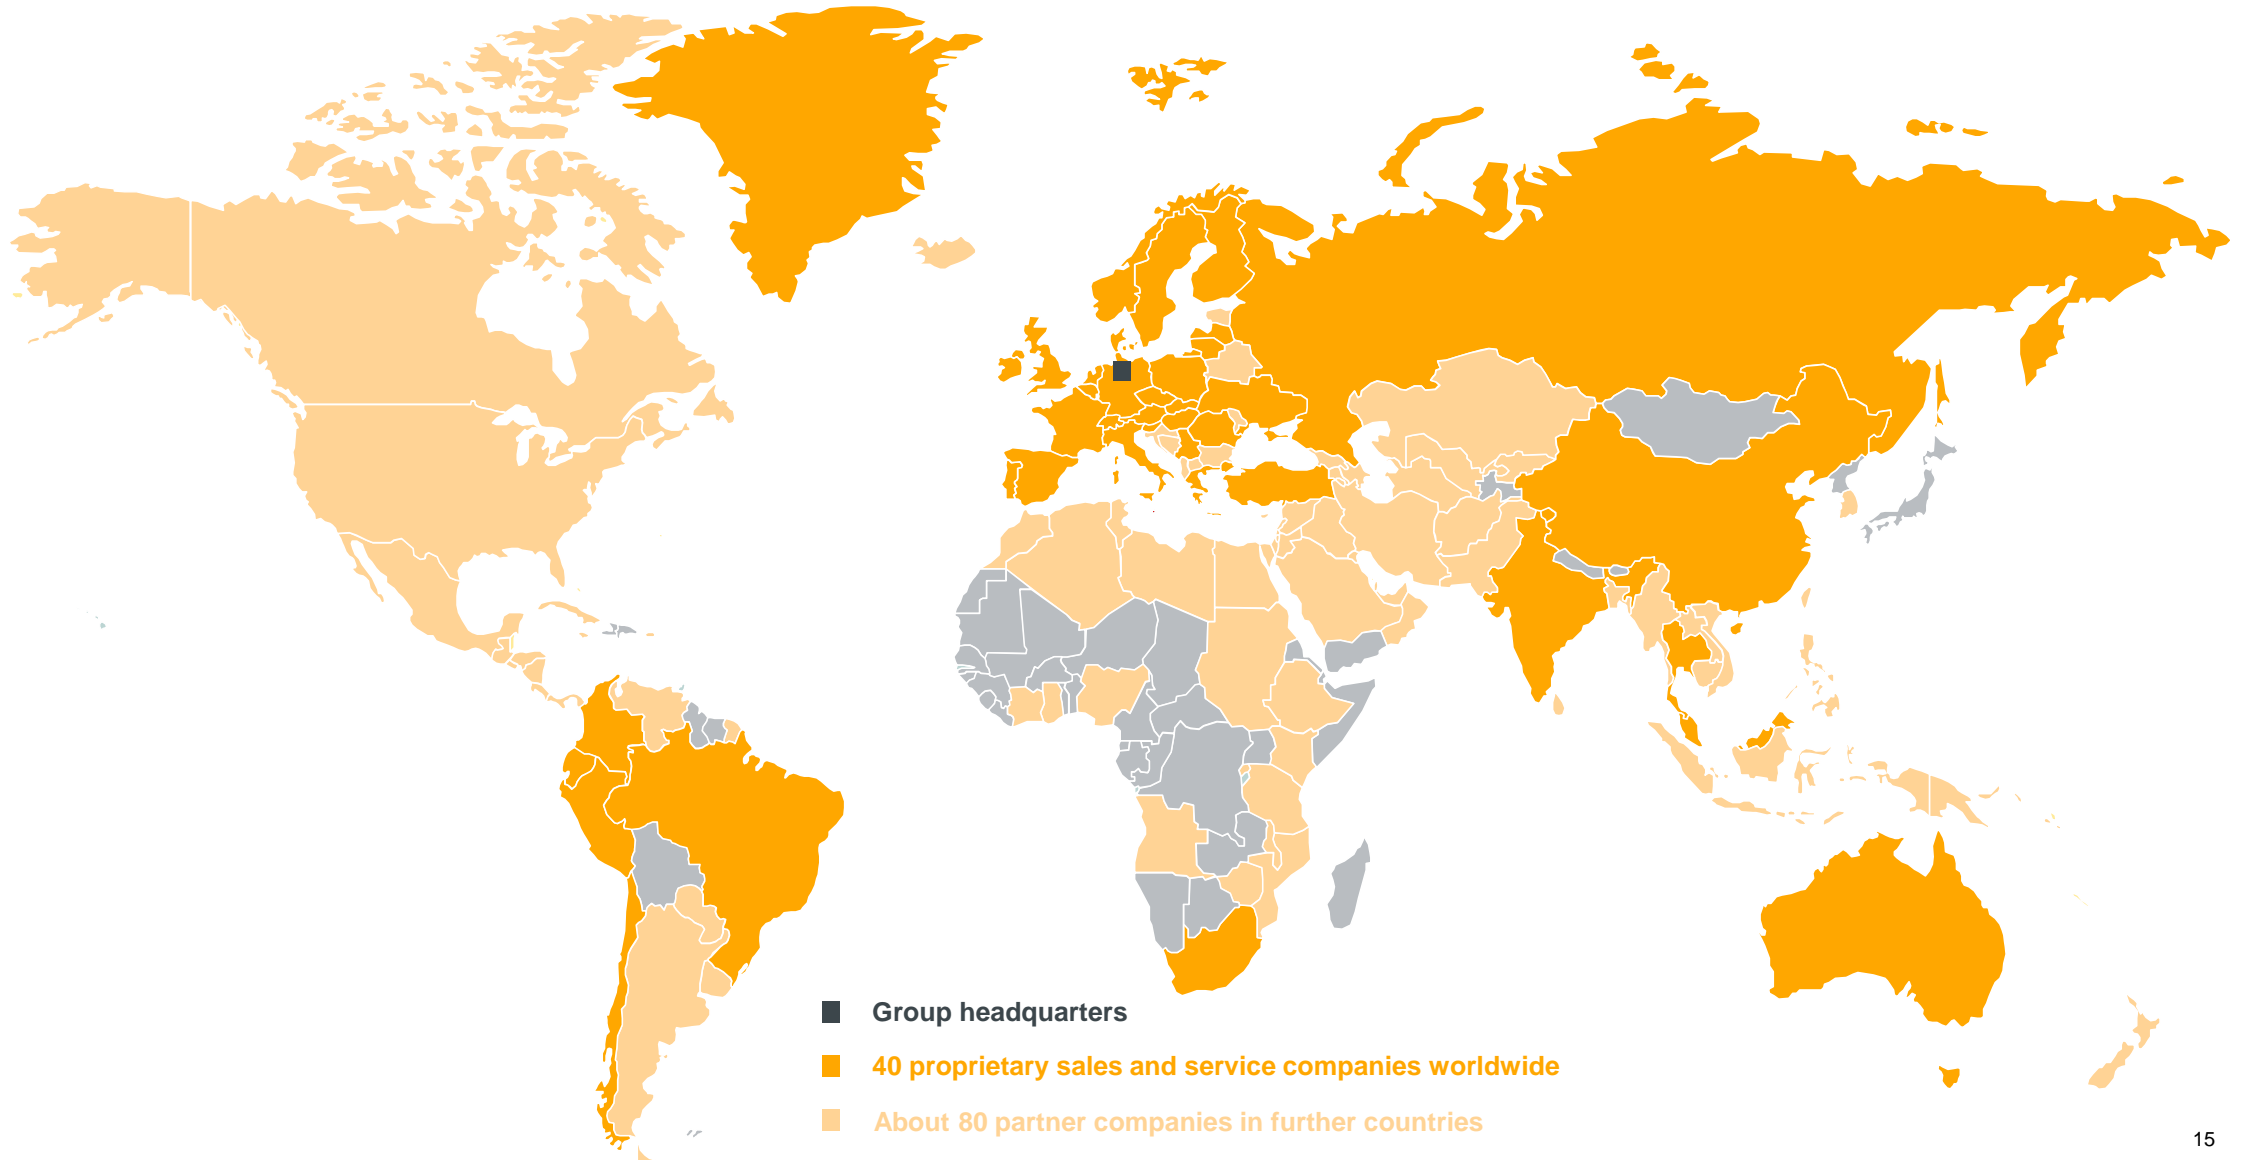 Group headquarters
40 proprietary sales and service companies worldwide
About 80 partner companies in further countries
15